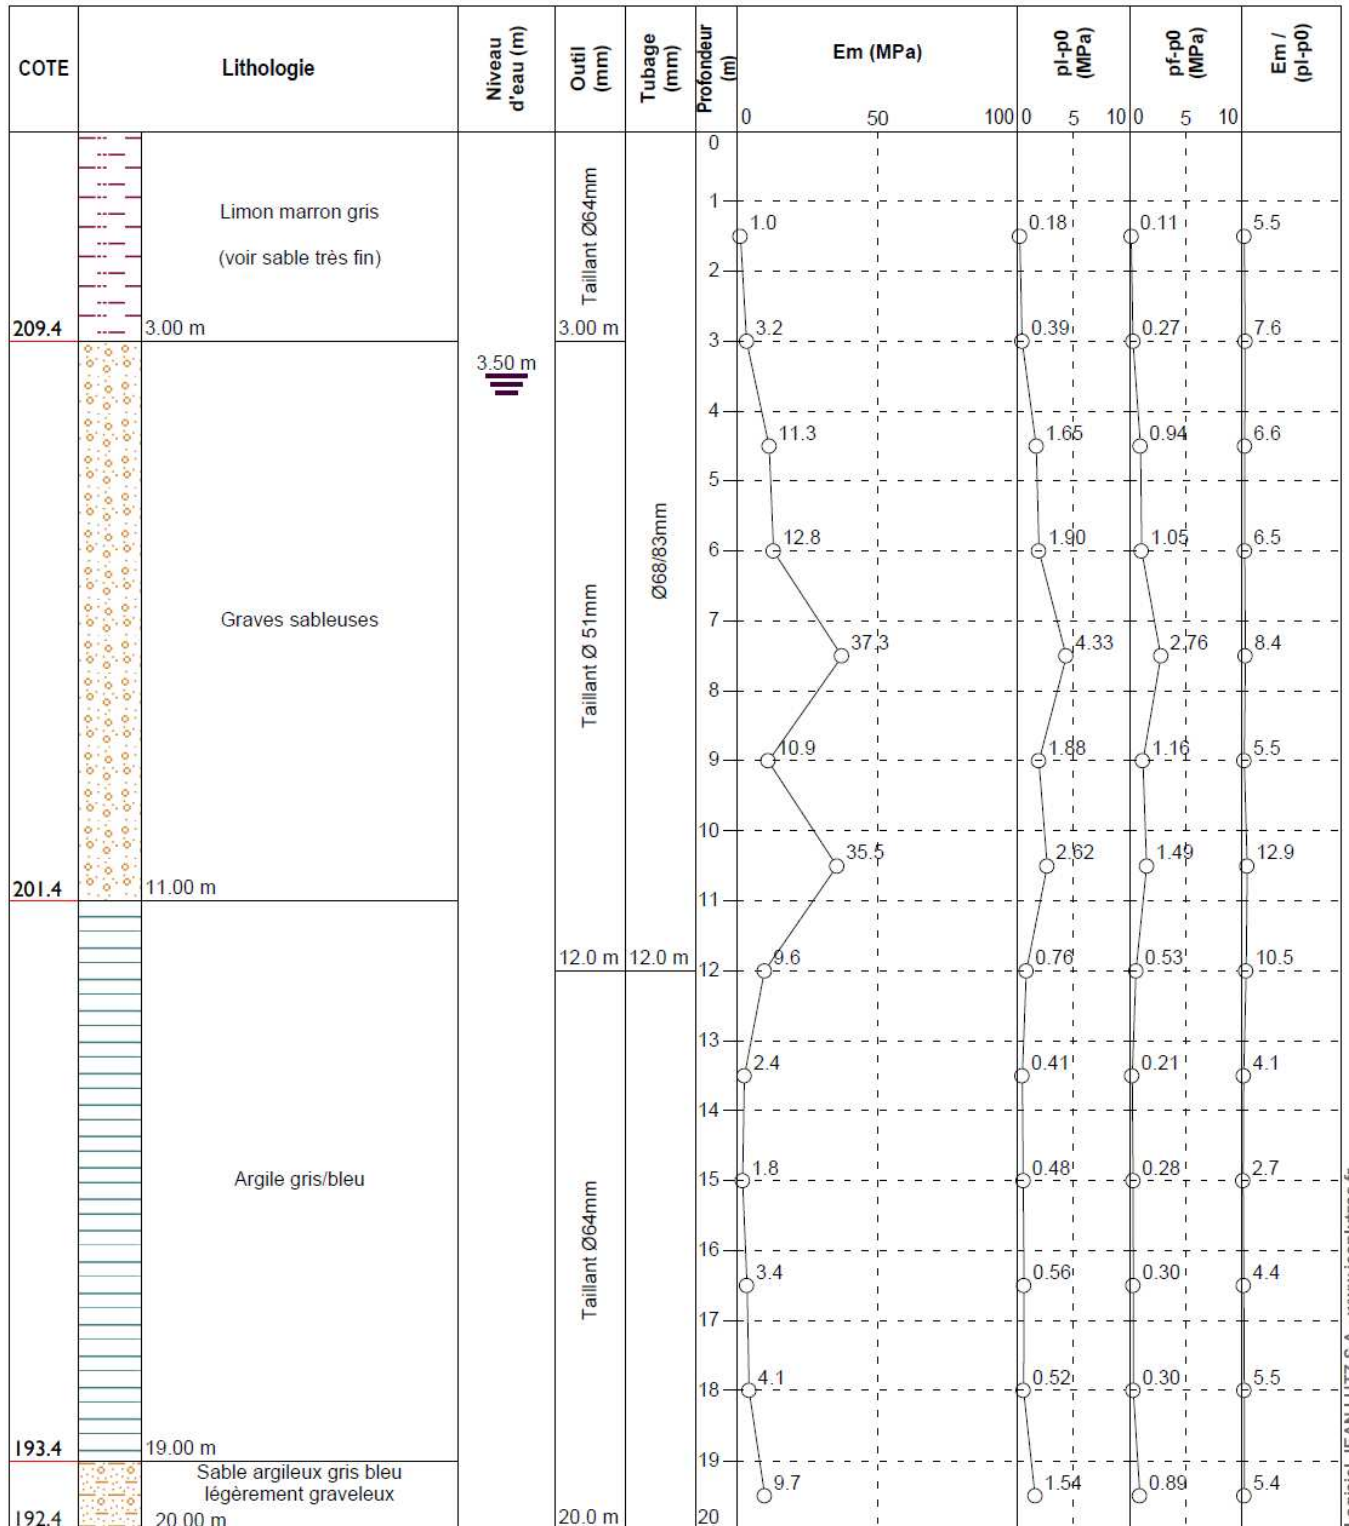 COTE
Lithologie
Niveau
d'eau (m)
Outil
(mm)
Tubage
(mm)
Profondeur
(m)
Em (MPa)
pl-p0
(MPa)
pf-p0
(MPa)
Em /
(pl-p0)
0 50 100 0 5 10 0 5 10
0
Limon marron gris
(voir sable très fin)
Taillant Ø64mm
1
1.0 0.18 0.11 5.5
2
209.4 3.00 m 3.00 m
3 3.2 0.39 0.27 7.6
3.50 m
4
11.3 1.65 0.94 6.6
5
Ø68/83mm
6 12.8 1.90 1.05 6.5
Graves sableuses
Taillant Ø 51mm
7
37.3 4.33 2.76 8.4
8
9 10.9 1.88 1.16 5.5
10
35.5 2.62 1.49 12.9
201.4 11.00 m
11
12.0 m 12.0 m
12 9.6 0.76 0.53 10.5
13
2.4 0.41 0.21 4.1
14
Argile gris/bleu
Taillant Ø64mm
15 1.8 0.48 0.28 2.7
16
3.4 0.56 0.30 4.4
17
18 4.1 0.52 0.30 5.5
193.4 19.00 m
19
Sable argileux gris bleu
légèrement graveleux
9.7 1.54 0.89 5.4
192.4 20.00 m 20.0 m 20
Logiciel JEAN LUTZ S.A - www.jeanlutzsa.fr